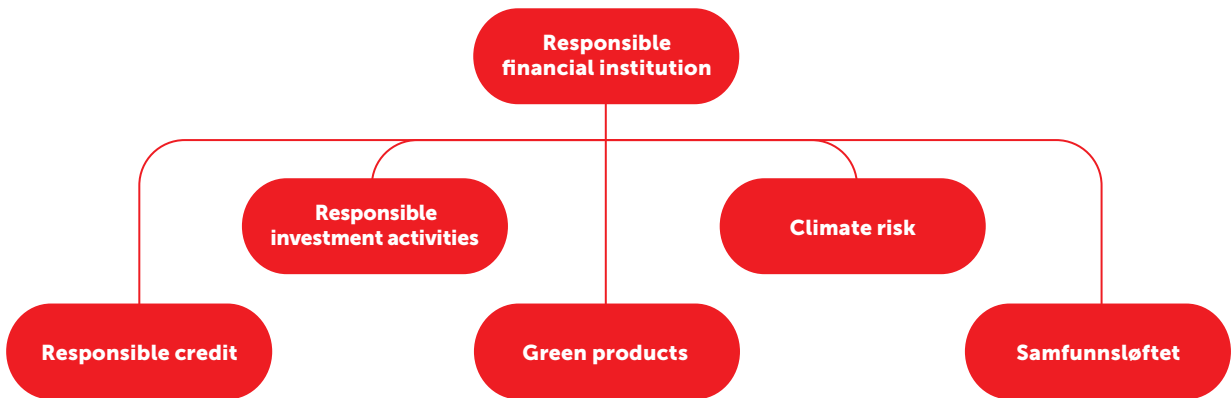 Responsible
financial institution
Responsible
investment activities
Climate risk
Responsible credit
Green products
Samfunnsløftet